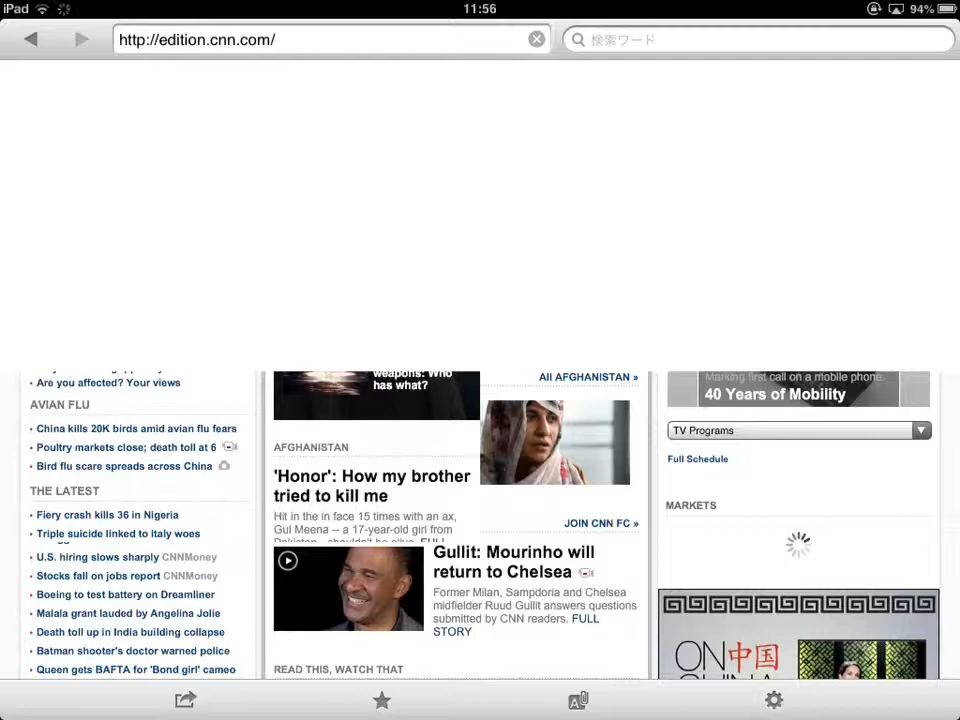 iPad
11:56
94%
http://edition.cnn.com/
検索ワード
Are you affected? Your views
AVIAN FLU
China kills 20K birds amid avian flu fears
Poultry markets close; death toll at 6
Bird flu scare spreads across China
THE LATEST
Fiery crash kills 36 in Nigeria
Triple suicide linked to Italy woes
U.S. hiring slows sharply CNNMoney
Stocks fall on jobs report CNNMoney
Boeing to test battery on Dreamliner
Malala grant lauded by Angelina Jolie
Death toll up in India building collapse
Batman shooter's doctor warned police
Queen gets BAFTA for 'Bond girl' cameo
weapons: Who
has what?
All AFGHANISTAN »
AFGHANISTAN
'Honor': How my brother
tried to kill me
Hit in the in face 15 times with an ax,
Gul Meena -- a 17-year-old girl from
Pakistan -- shouldn't be alive. FULL
JOIN CNN FC »
Gullit: Mourinho will
return to Chelsea
Former Milan, Sampdoria and Chelsea
midfielder Ruud Gullit answers questions
submitted by CNN readers. FULL
STORY
READ THIS, WATCH THAT
Marking first call on a mobile phone
40 Years of Mobility
TV Programs
Full Schedule
MARKETS
ON中国
CHINA